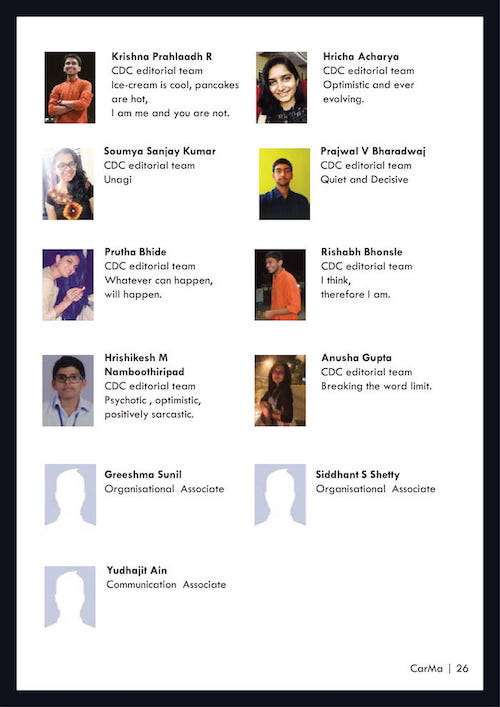 Krishna Prahlaadh R
CDC editorial team
Ice-cream is cool, pancakes
are hot,
I am me and you are not.
Hricha Acharya
CDC editorial team
Optimistic and ever
evolving.
Soumya Sanjay Kumar
CDC editorial team
Unagi
Prajwal V Bharadwaj
CDC editorial team
Quiet and Decisive
Prutha Bhide
CDC editorial team
Whatever can happen,
will happen.
Rishabh Bhonsle
CDC editorial team
I think,
therefore I am.
Hrishikesh M
Namboothiripad
CDC editorial team
Psychotic , optimistic,
positively sarcastic.
Anusha Gupta
CDC editorial team
Breaking the word limit.
Greeshma Sunil
Organisational Associate
Siddhant S Shetty
Organisational Associate
Yudhajit Ain
Communication Associate
CarMa | 26